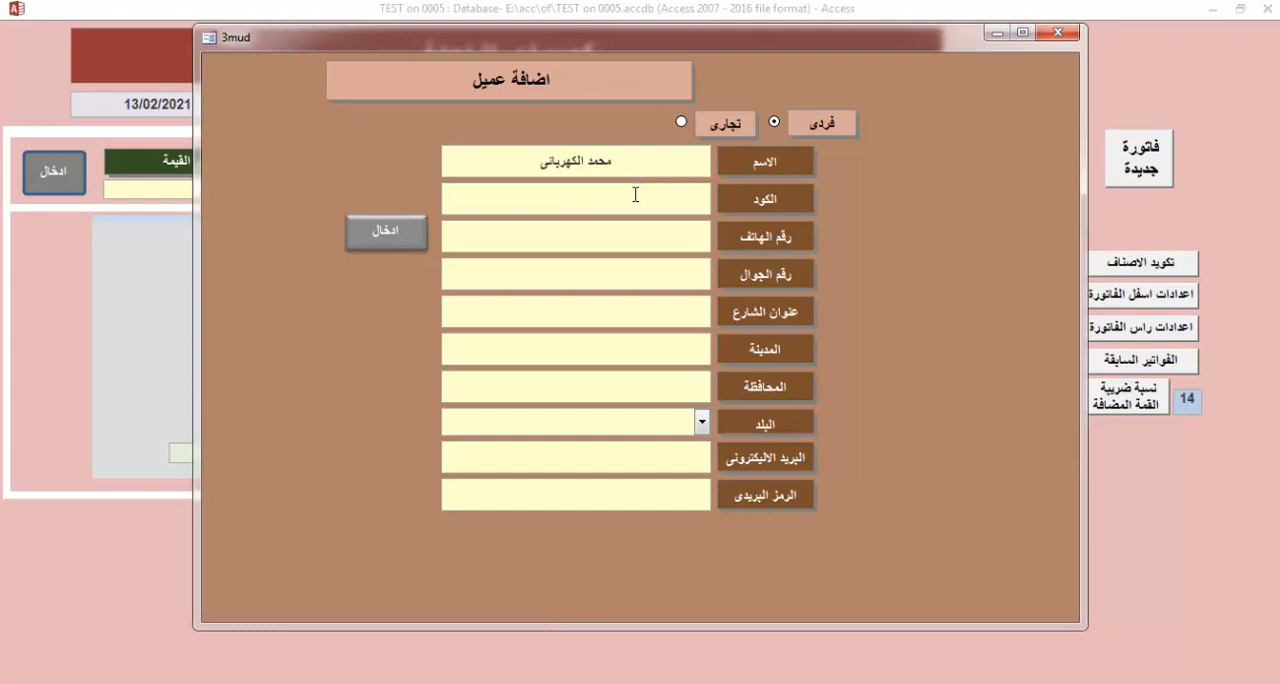 TEST on 0005 : Database- E:\acc\of\TEST on 0005.accdb (Access 2007 - 2016 file format) - Access
3mud
اضافة عميل
13/02/2021
فردى
تجارى
الاسم
محمد الكهربائى
الكود
رقم الهاتف
رقم الجوال
عنوان الشارع
المدينة
المحافظة
البلد
البريد الاليكترونى
الرمز البريدى
ادخال
القيمة
ادخال
فاتورة
جديدة
تكويد الاصناف
اعدادات اسفل الفاتورة
اعدادات راس الفاتورة
الفواتير السابقة
نسبة ضريبية
القمة المضافة
14